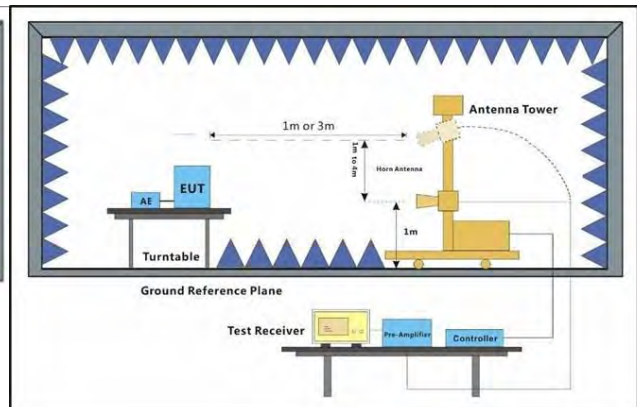 1m or 3m
Antenna Tower
1m to 4m
Horn Antenna
EUT
AE
1m
Turntable
Ground Reference Plane
Test Receiver
Pre-Amplifier
Controller